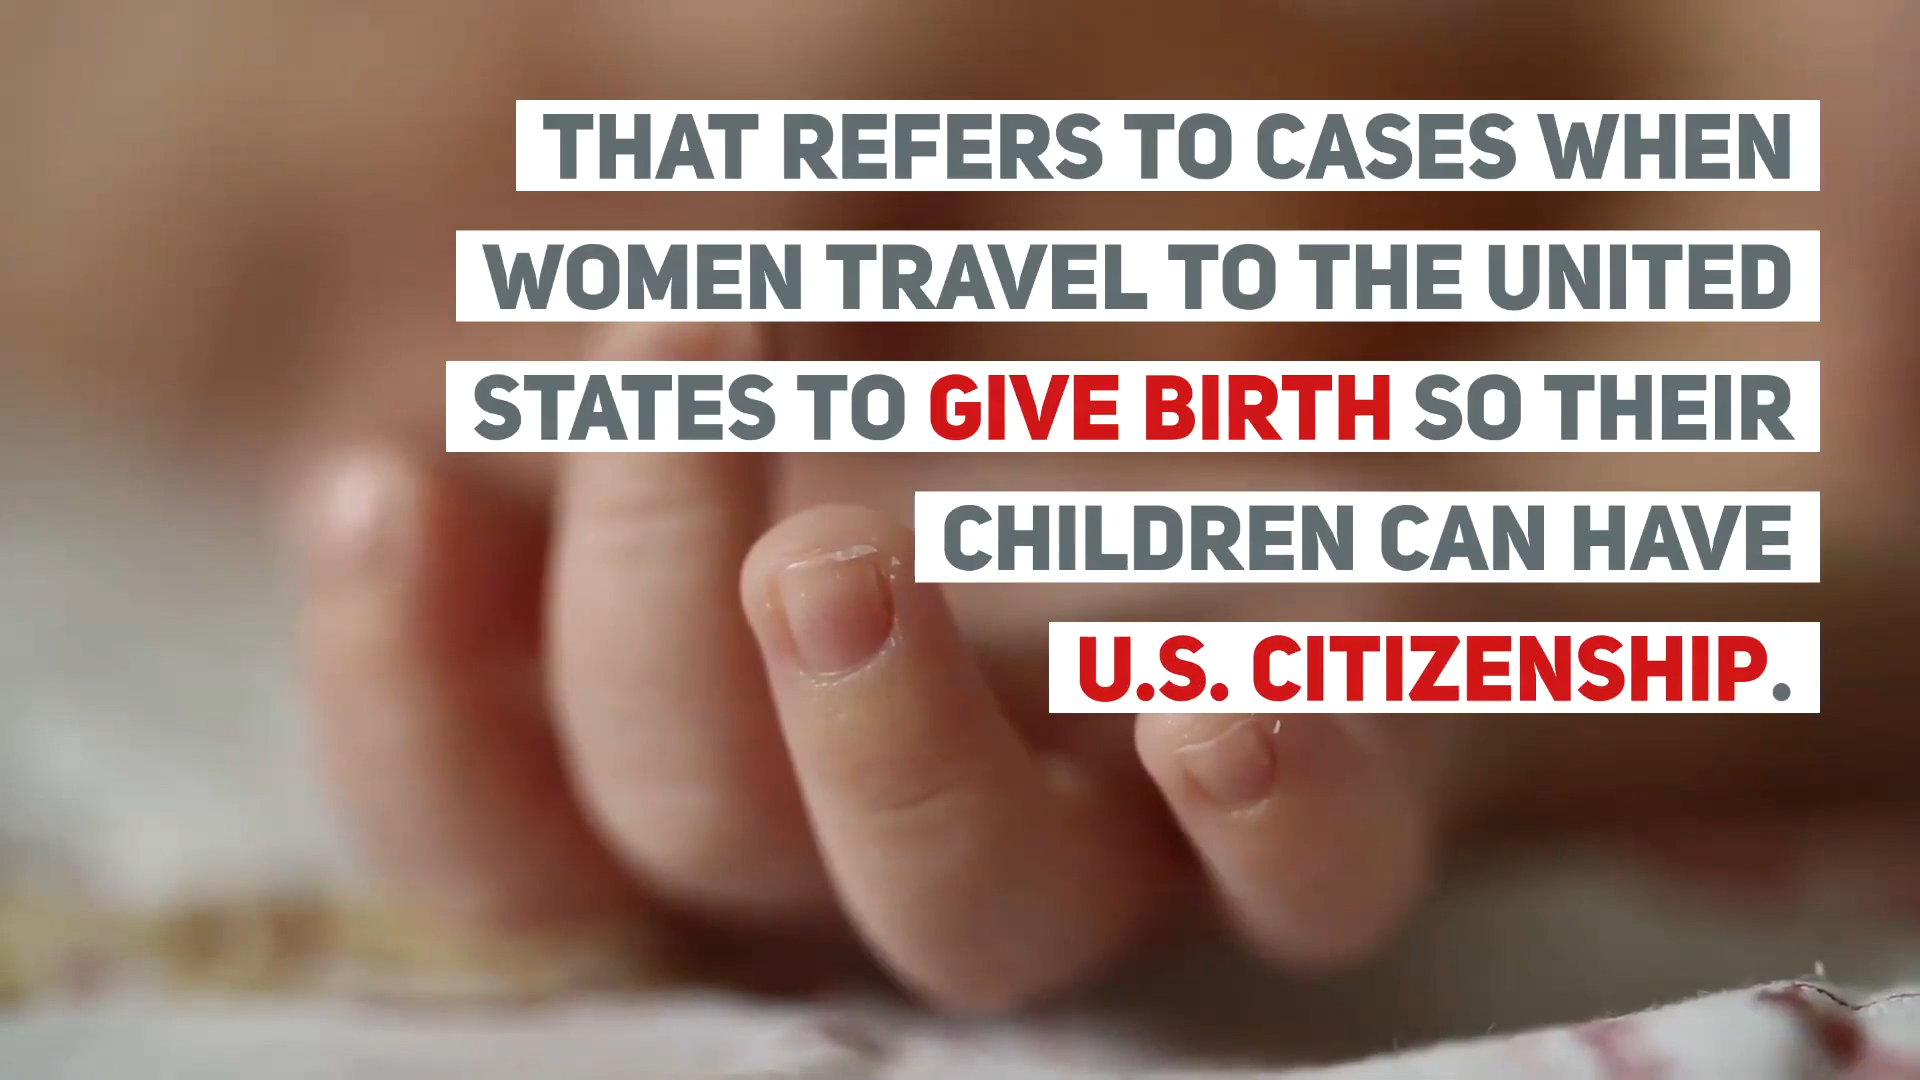 THAT REFERS TO CASES WHEN
WOMEN TRAVEL TO THE UNITED
STATES TO GIVE BIRTH SO THEIR
CHILDREN CAN HAVE
U.S. CITIZENSHIP.